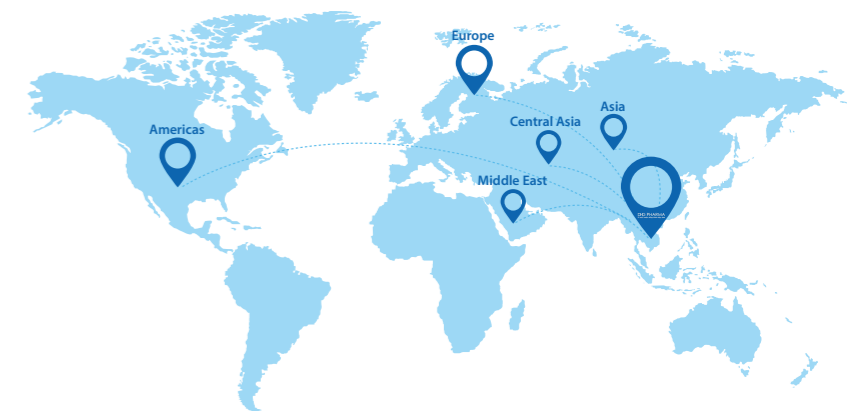 Europe
Americas
Asia
Central Asia
Middle East